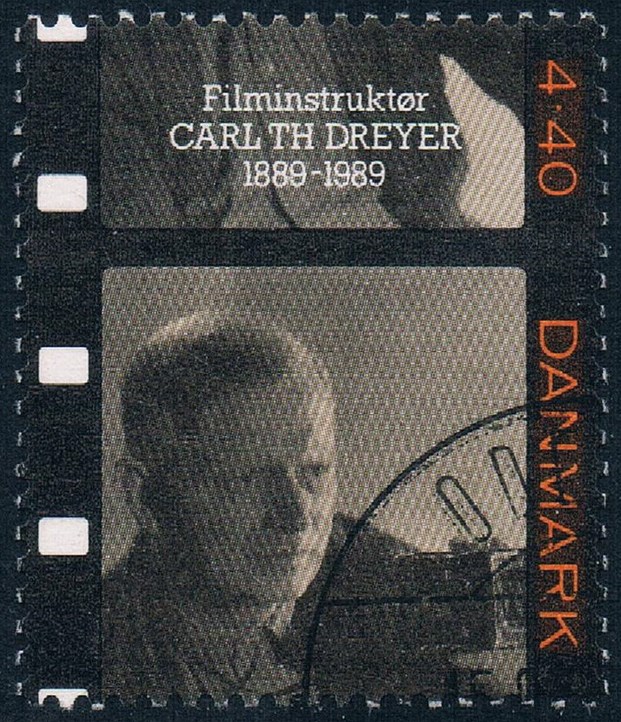 Filminstruktør
CARL TH DREYER
1889-1989
4.40
DANMARK